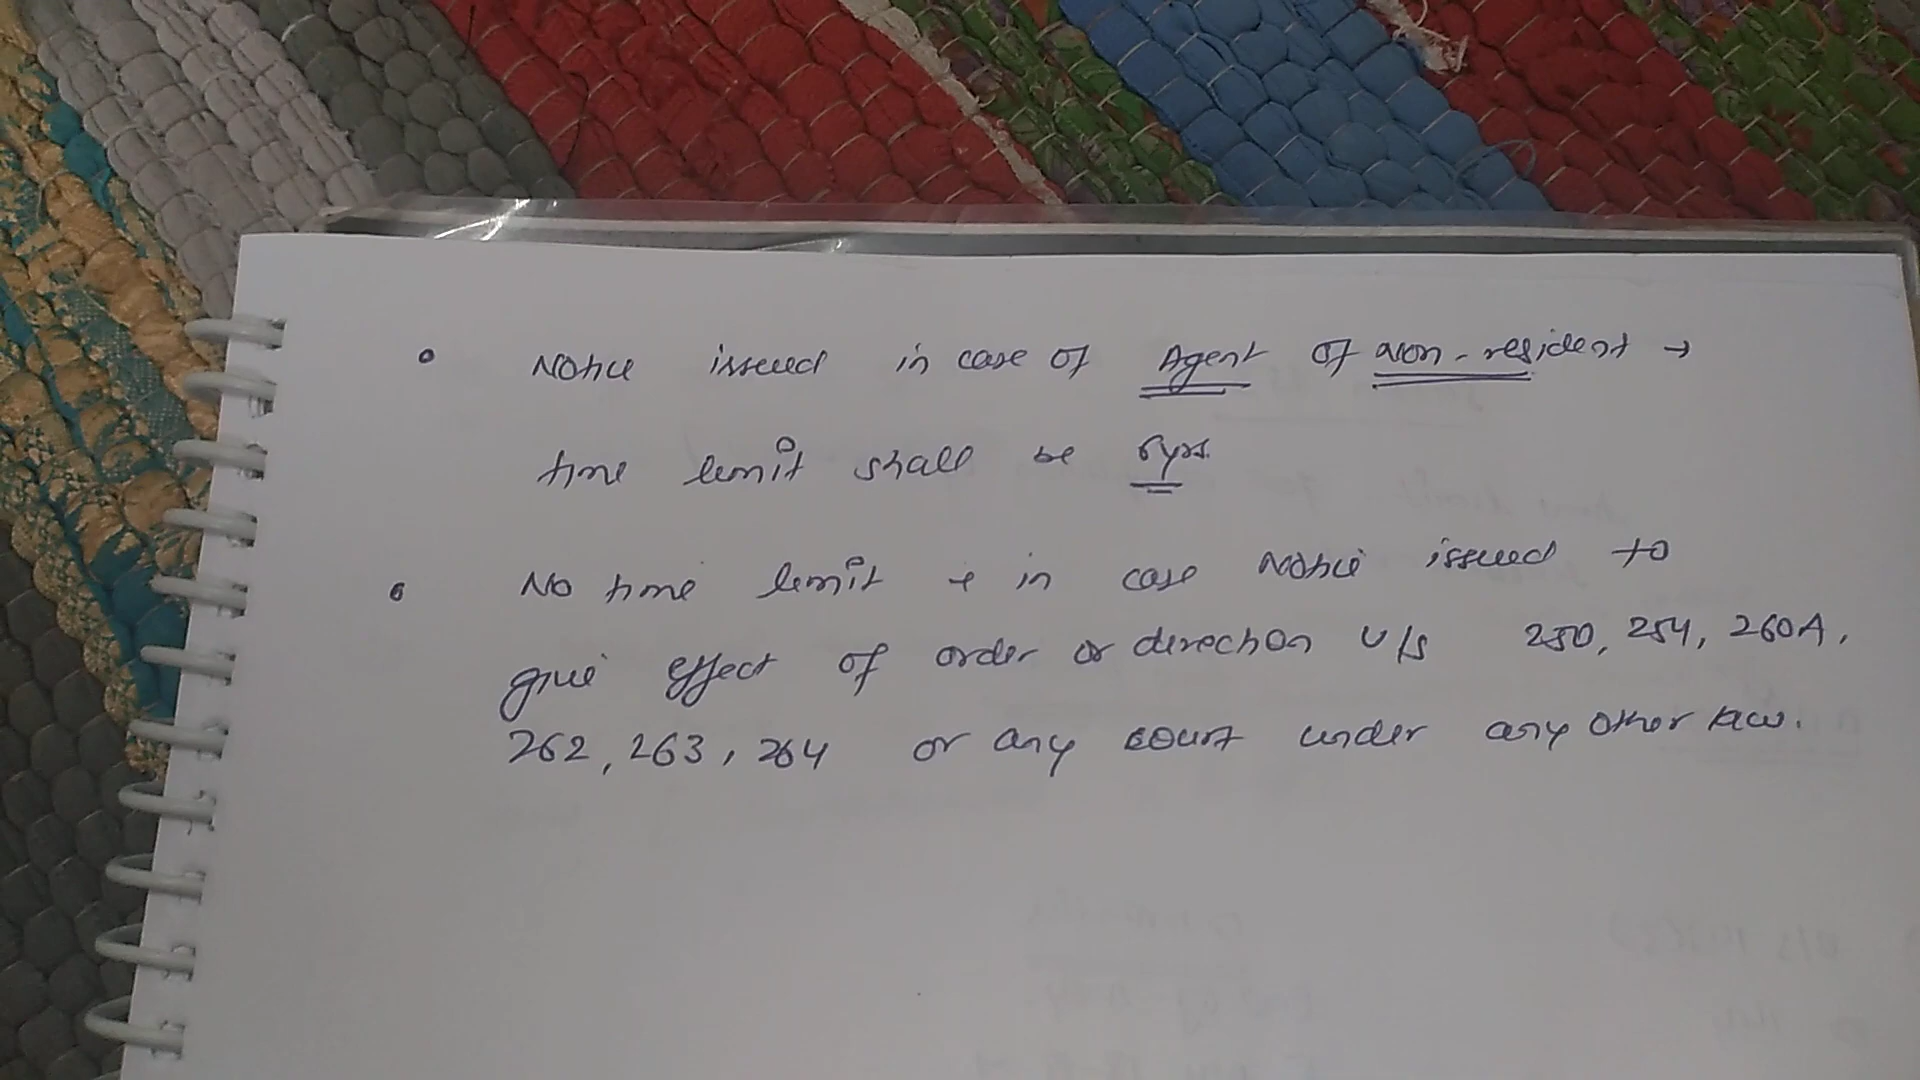 Notice issued in case of Agent of non-resident →
time limit shall be 6yrs.
No time limit → in case notice issued to
give effect of order or direction u/s 250, 254, 260A,
262, 263, 264 or any court under any other law.